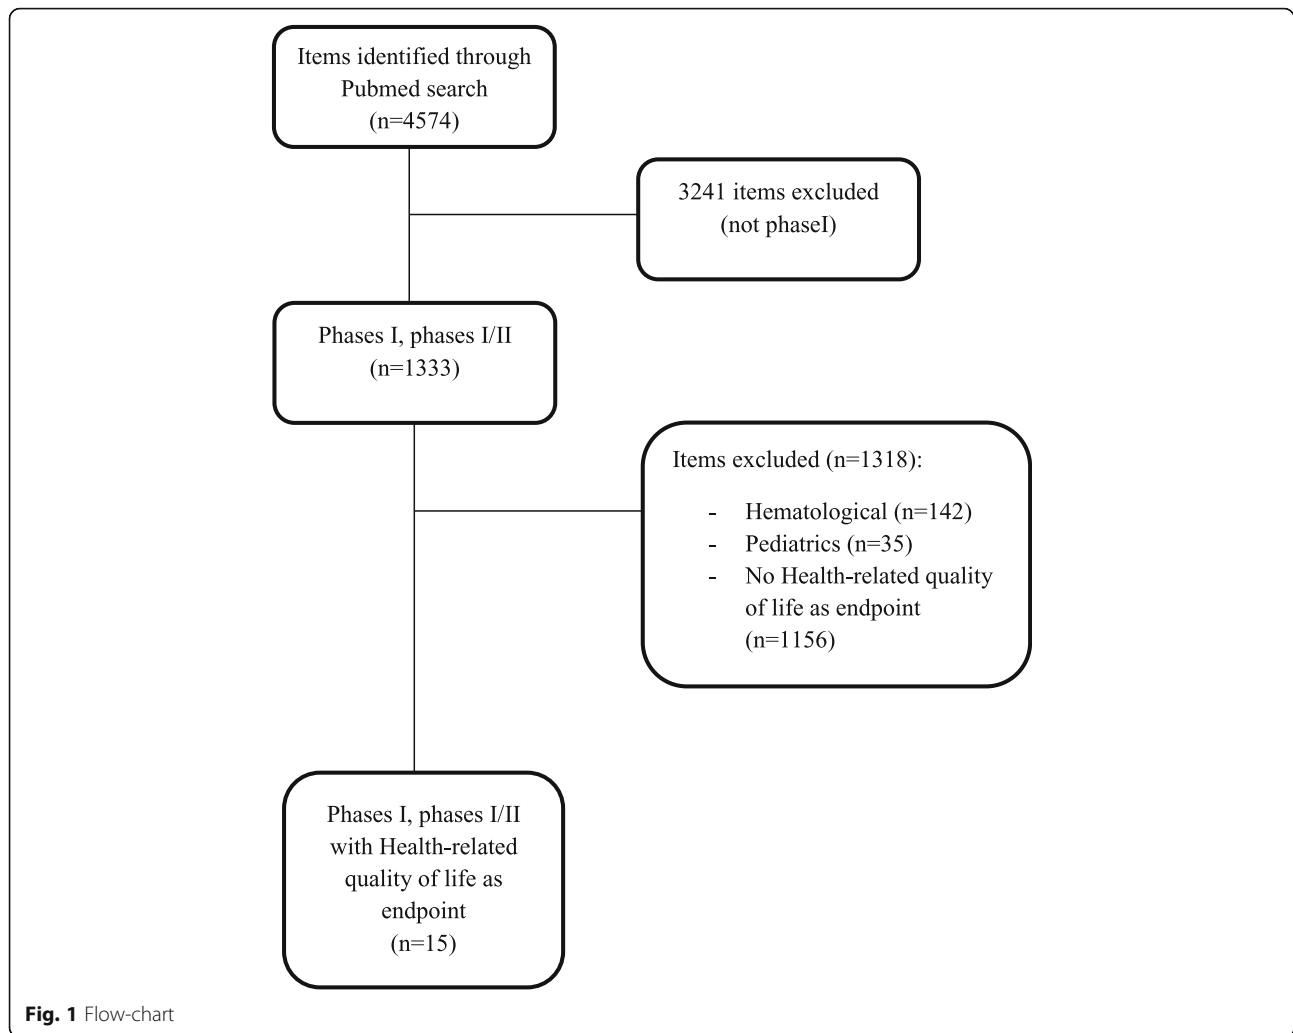 Items identified through
Pubmed search
(n=4574)
3241 items excluded
(not phaseI)
Phases I, phases I/II
(n=1333)
Items excluded (n=1318):
- Hematological (n=142)
- Pediatrics (n=35)
- No Health-related quality
of life as endpoint
(n=1156)
Phases I, phases I/II
with Health-related
quality of life as
endpoint
(n=15)
Fig. 1 Flow-chart